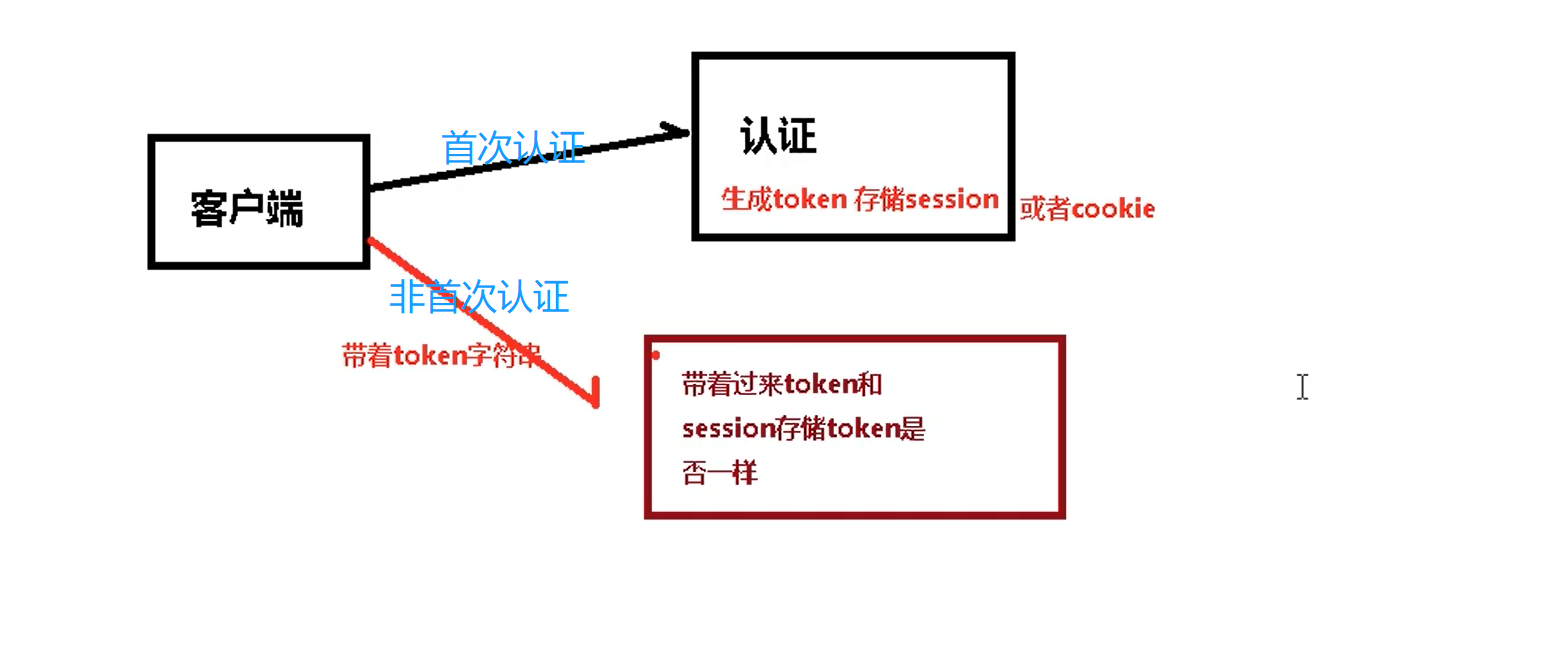 首次认证
认证
客户端
生成token 存储session
或者cookie
非首次认证
带着token字符串
带着过来token和
session存储token是
否一样